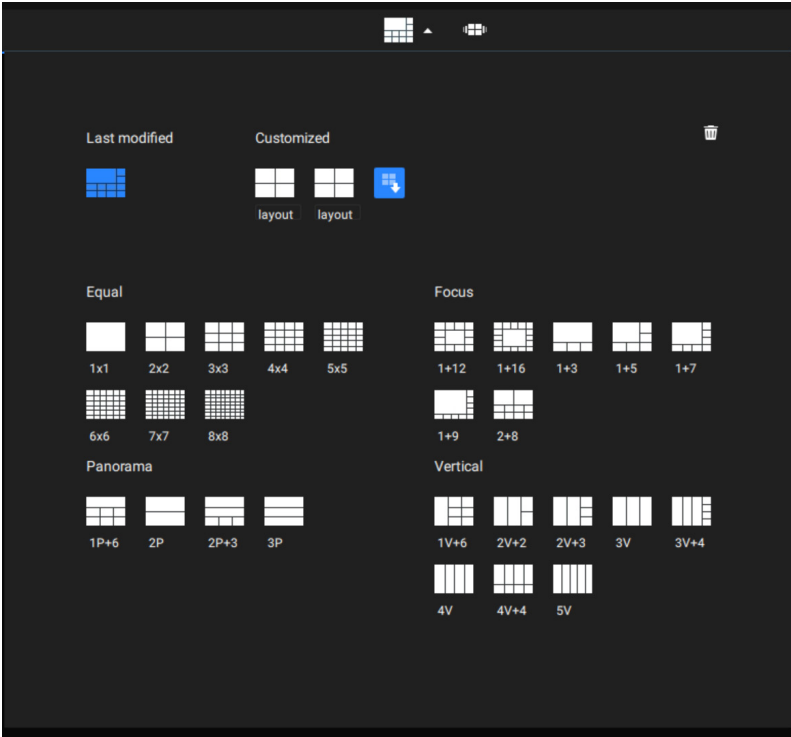 Last modified
Customized
layout
layout
Equal
Focus
1x1
2x2
3x3
4x4
5x5
1+12
1+16
1+3
1+5
1+7
6x6
7x7
8x8
1+9
2+8
Panorama
Vertical
1P+6
2P
2P+3
3P
1V+6
2V+2
2V+3
3V
3V+4
4V
4V+4
5V